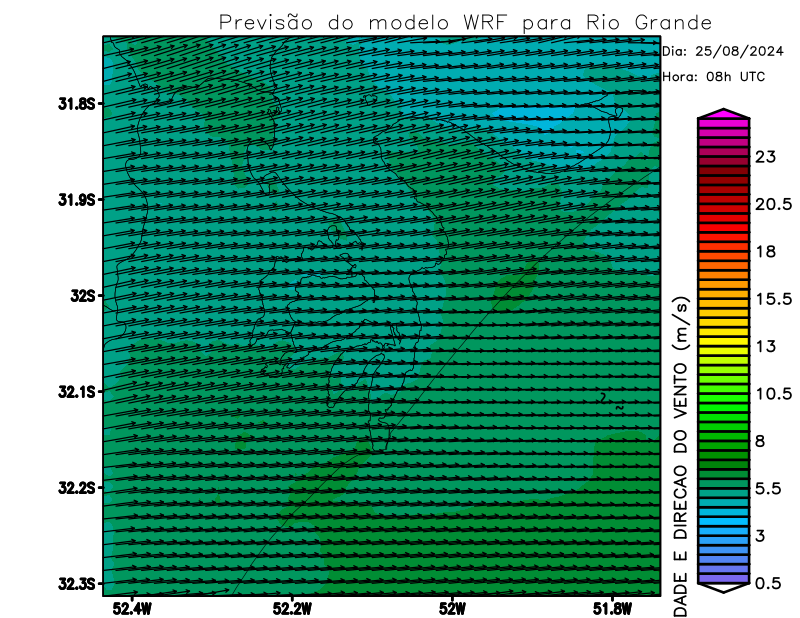 Previsão do modelo WRF para Rio Grande
Dia: 25/08/2024
Hora: 08h UTC
31.8S
31.9S
32S
32.1S
32.2S
32.3S
52.4W
52.2W
52W
51.8W
23
20.5
18
15.5
13
10.5
8
5.5
3
0.5
DADE E DIRECAO DO VENTO (m/s)